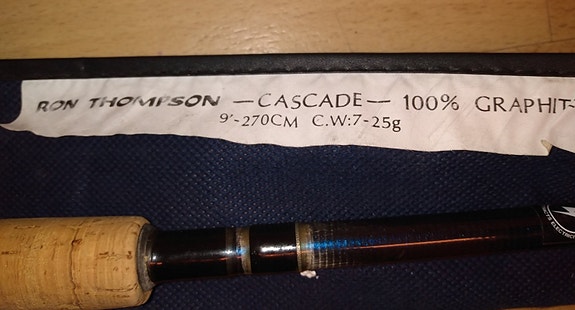 RON THOMPSON —CASCADE— 100% GRAPHIT-
9'-270CM C.W:7-25g